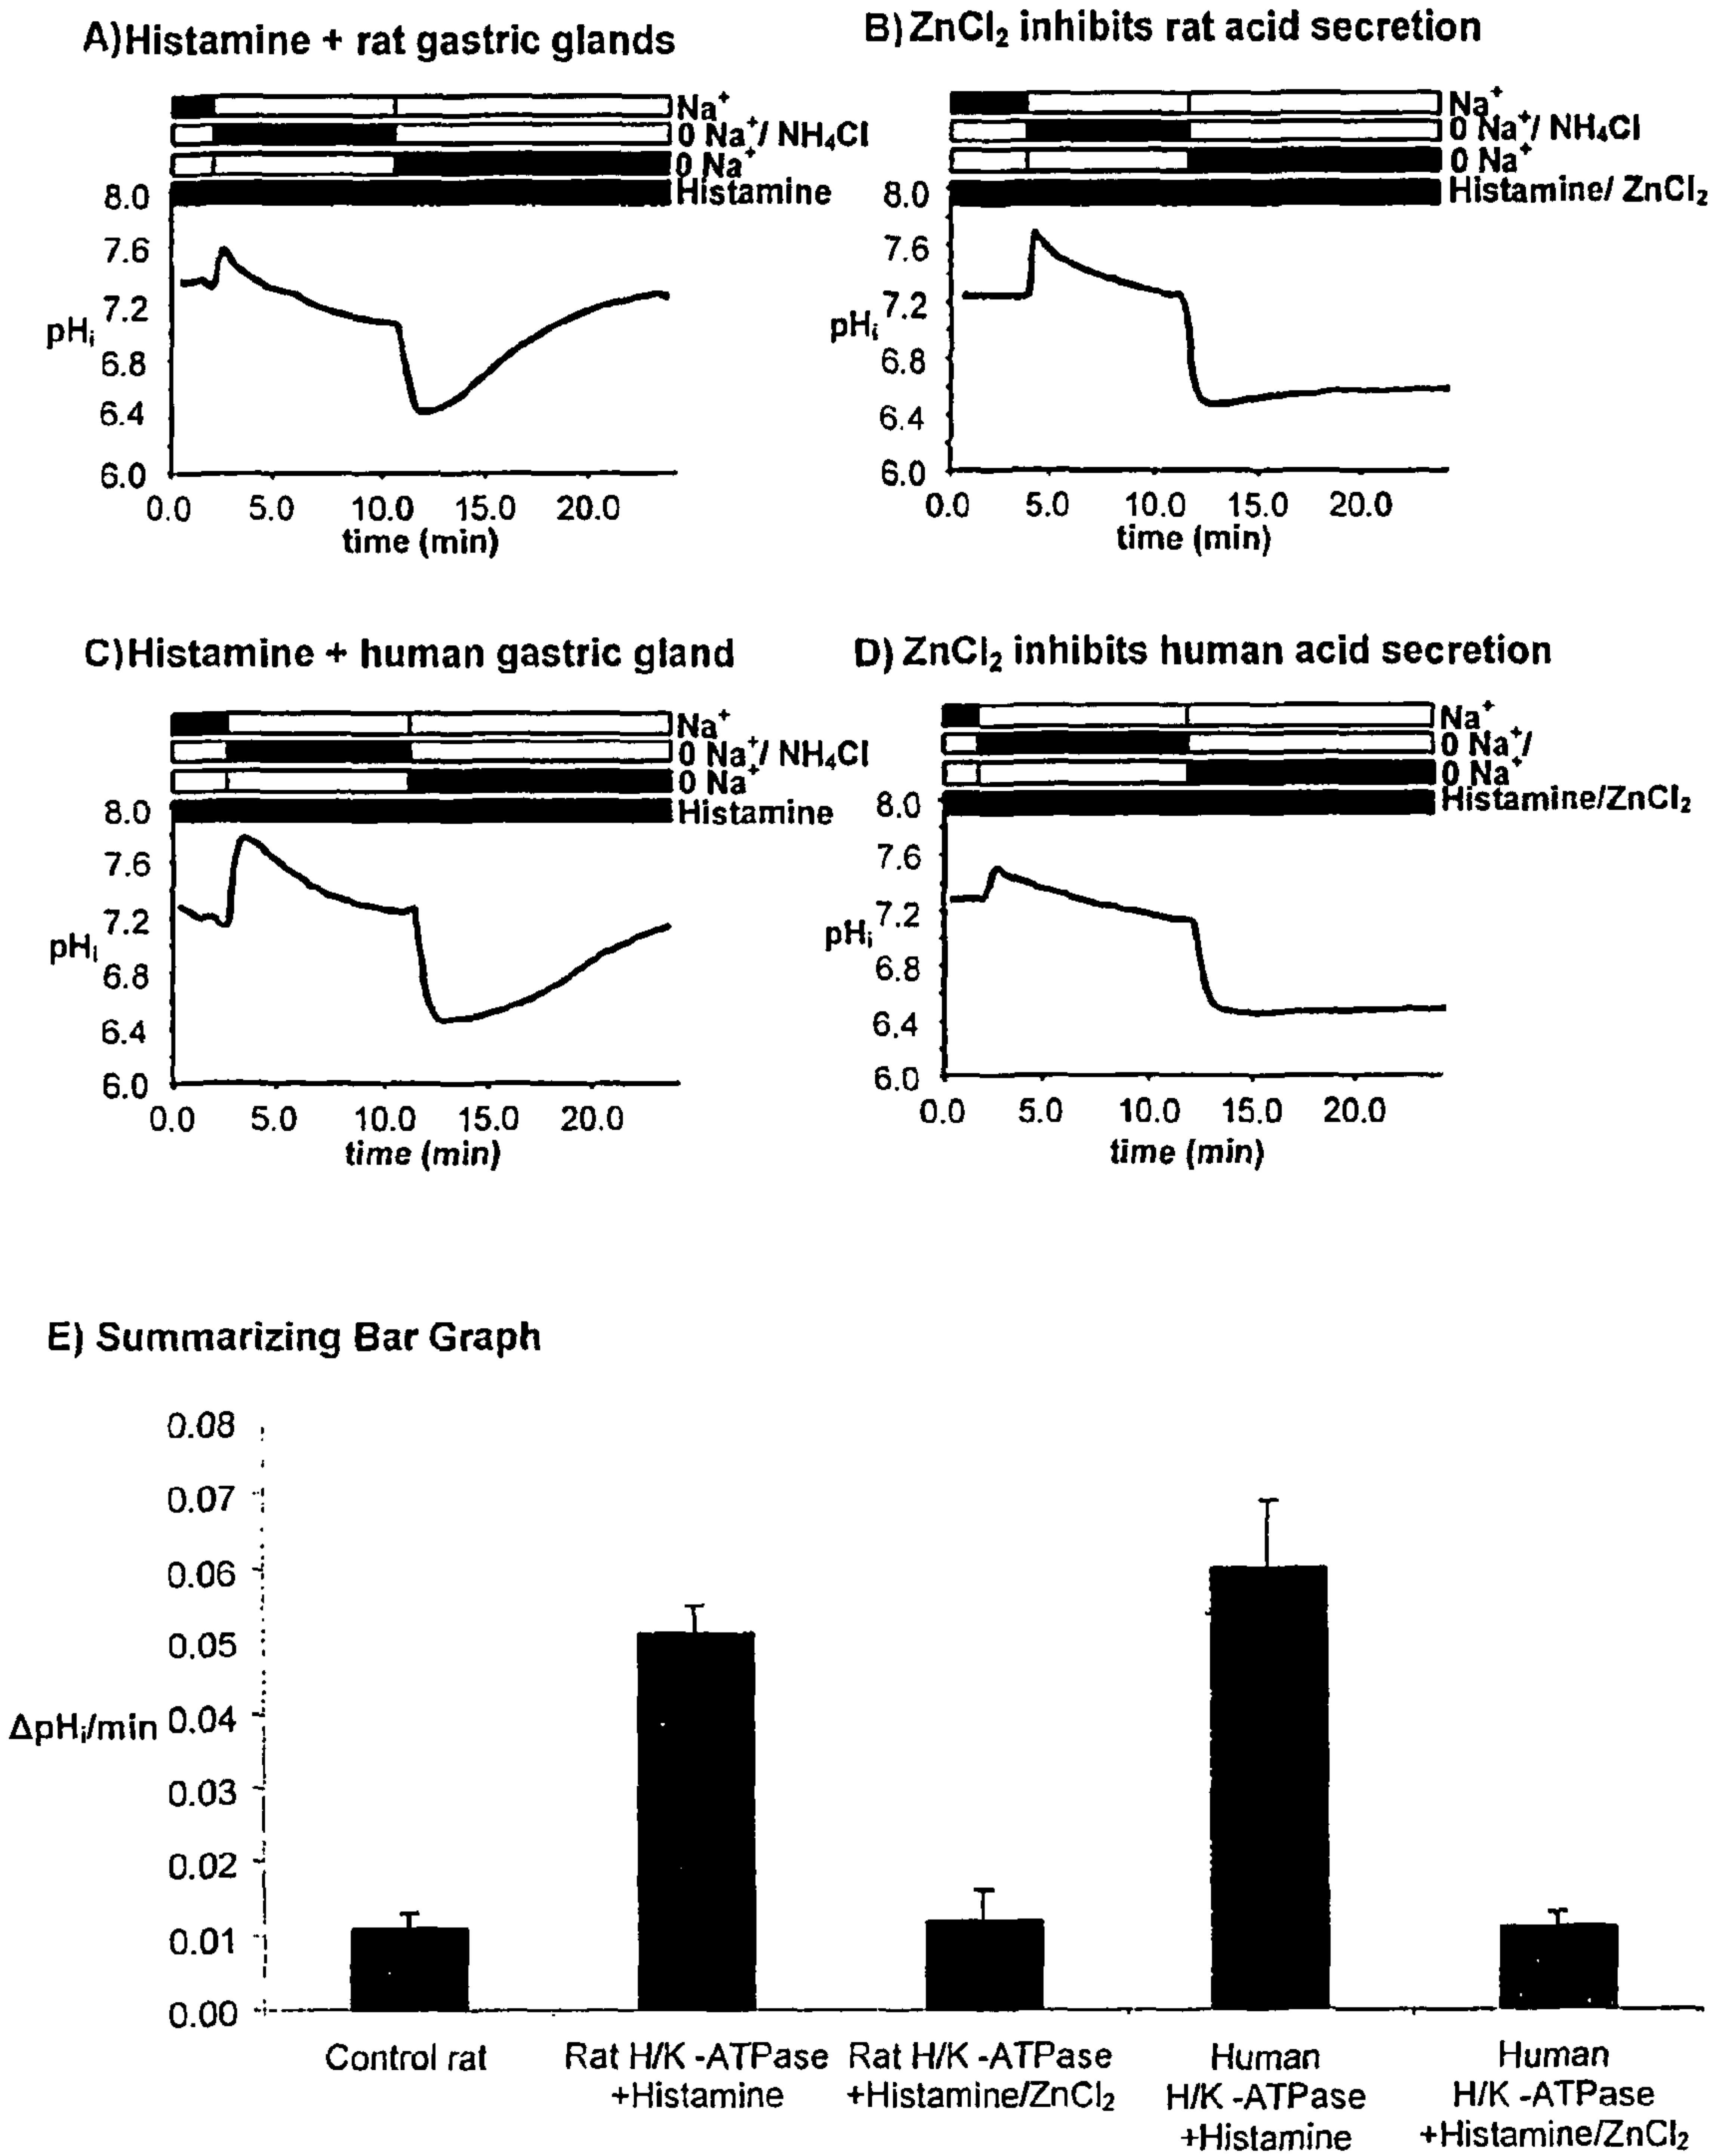 A)Histamine + rat gastric glands
Na⁺
0 Na⁺/ NH₄Cl
0 Na⁺
Histamine
8.0
7.6
7.2
pHᵢ
6.8
6.4
6.0
0.0 5.0 10.0 15.0 20.0
time (min)
B)ZnCl₂ inhibits rat acid secretion
Na⁺
0 Na⁺/ NH₄Cl
0 Na⁺
Histamine/ ZnCl₂
8.0
7.6
7.2
pHᵢ
6.8
6.4
6.0
0.0 5.0 10.0 15.0 20.0
time (min)
C)Histamine + human gastric gland
Na⁺
0 Na⁺/ NH₄Cl
0 Na⁺
Histamine
8.0
7.6
7.2
pHᵢ
6.8
6.4
6.0
0.0 5.0 10.0 15.0 20.0
time (min)
D) ZnCl₂ inhibits human acid secretion
Na⁺
0 Na⁺/
0 Na⁺
Histamine/ZnCl₂
8.0
7.6
7.2
pHᵢ
6.8
6.4
6.0
0.0 5.0 10.0 15.0 20.0
time (min)
E) Summarizing Bar Graph
0.08
0.07
0.06
0.05
ΔpHᵢ/min 0.04
0.03
0.02
0.01
0.00
Control rat
Rat H/K -ATPase
+Histamine
Rat H/K -ATPase
+Histamine/ZnCl₂
Human
H/K -ATPase
+Histamine
Human
H/K -ATPase
+Histamine/ZnCl₂